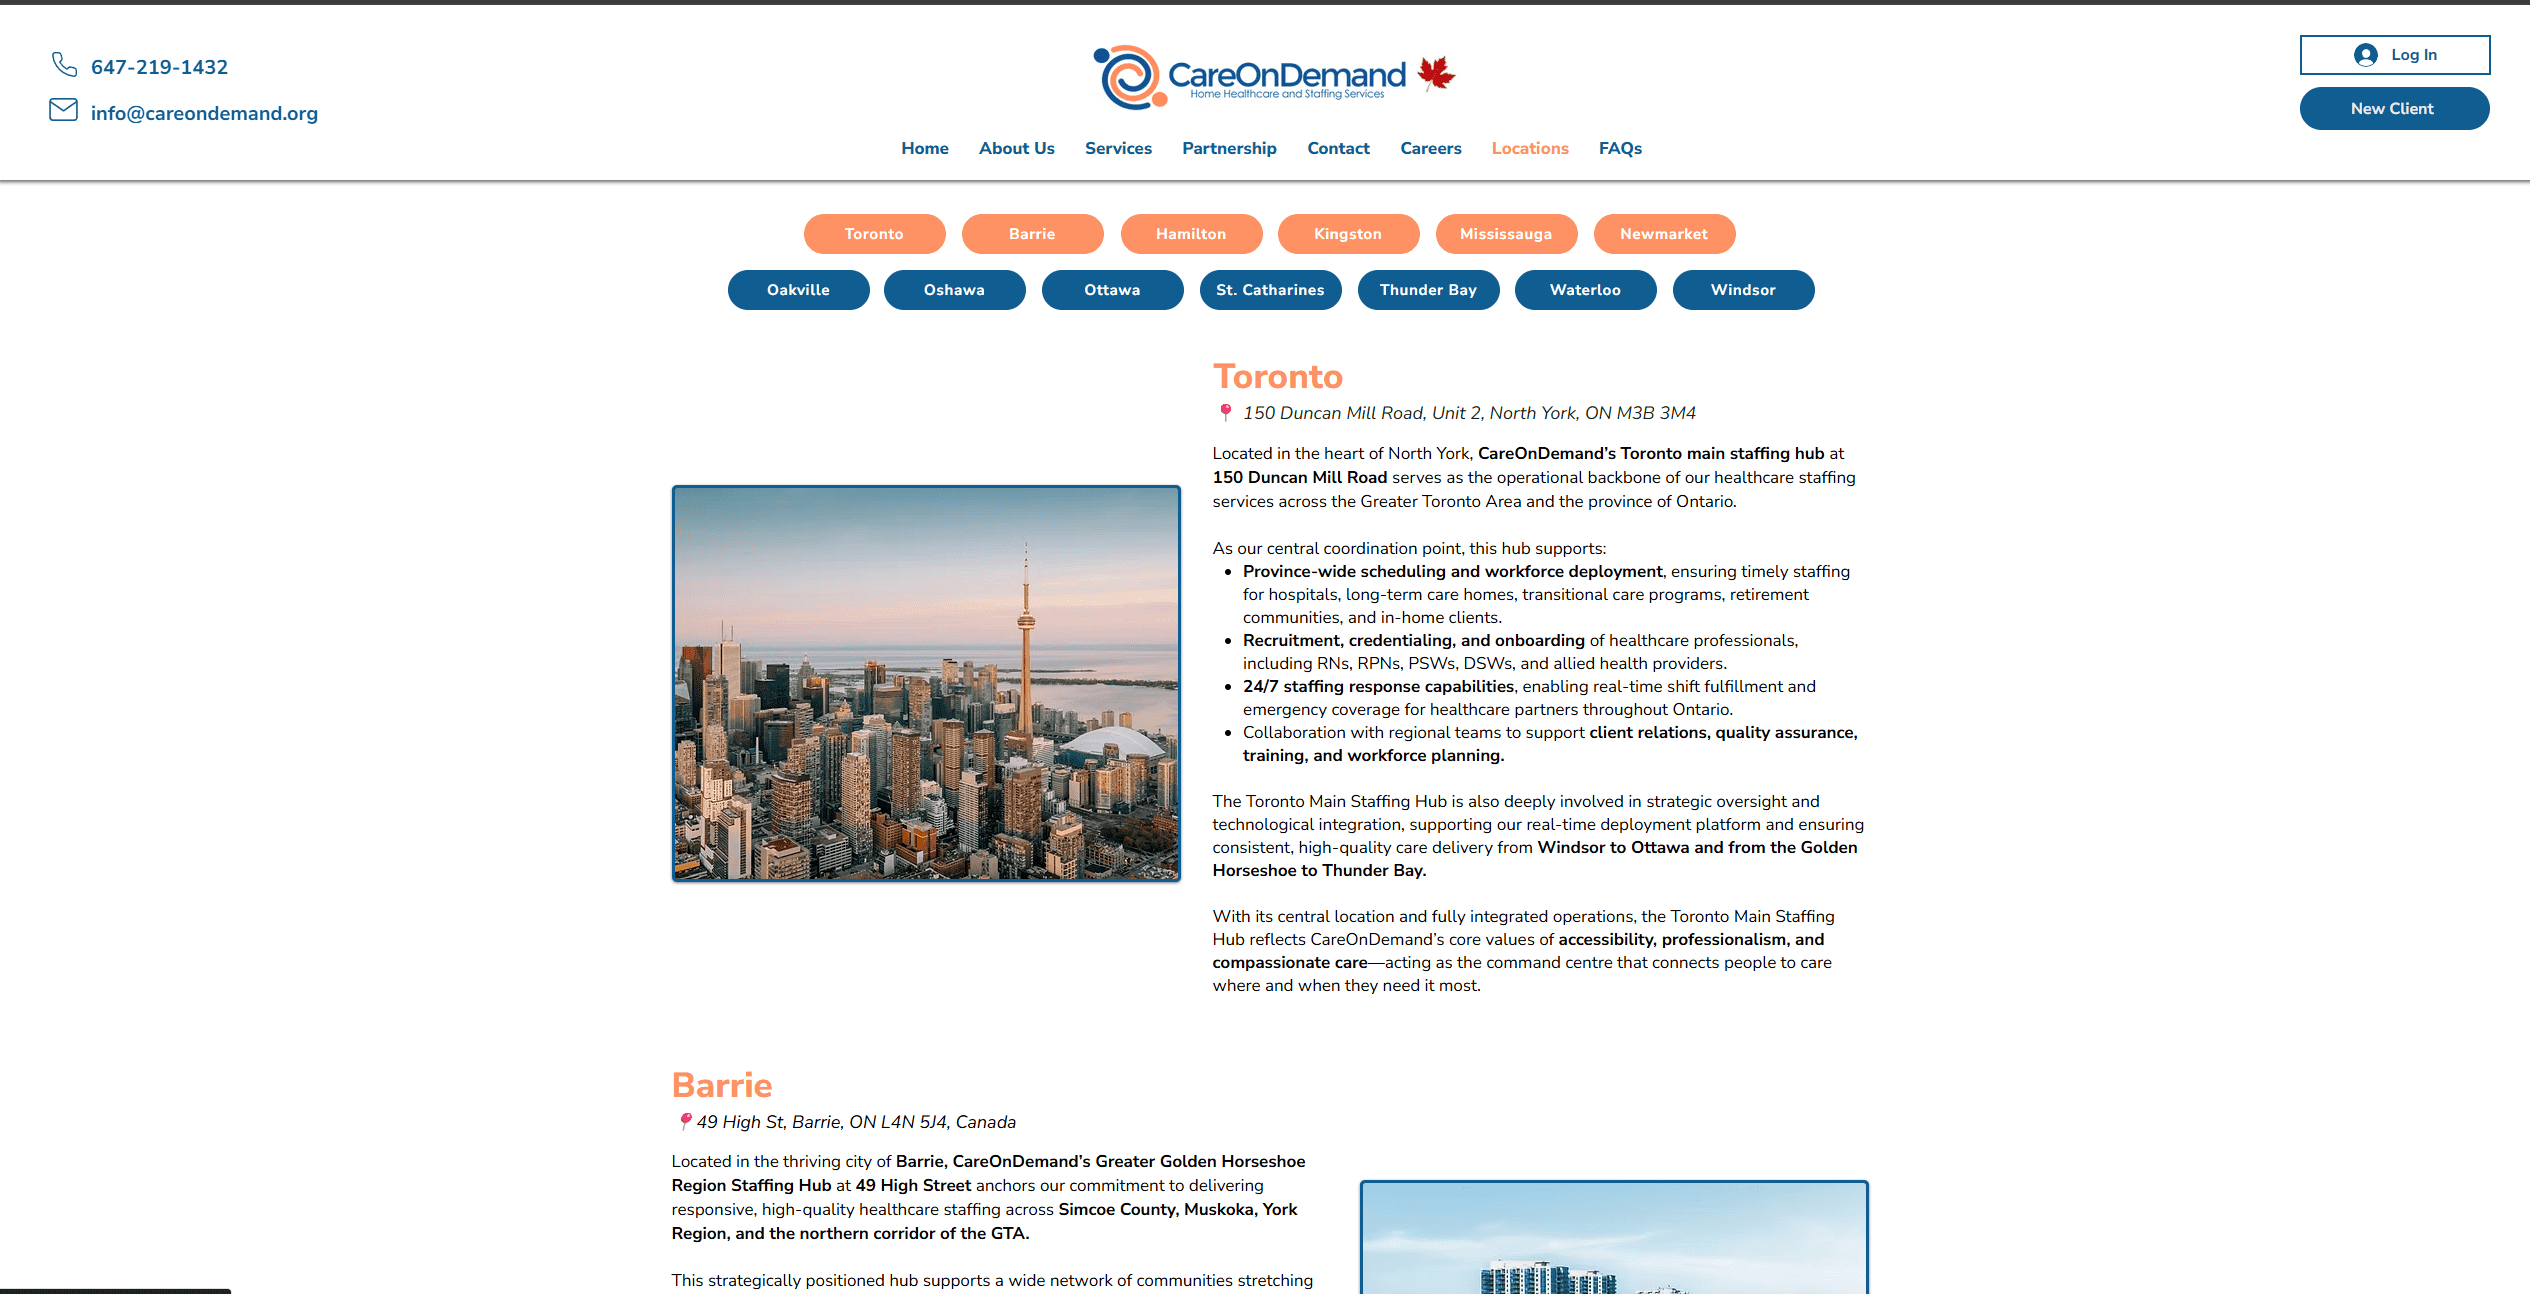 647-219-1432
info@careondemand.org
CareOnDemand
Home Healthcare and Staffing Services
Log In
New Client
Home About Us Services Partnership Contact Careers Locations FAQs
Toronto Barrie Hamilton Kingston Mississauga Newmarket
Oakville Oshawa Ottawa St. Catharines Thunder Bay Waterloo Windsor
Toronto
150 Duncan Mill Road, Unit 2, North York, ON M3B 3M4
Located in the heart of North York, CareOnDemand’s Toronto main staffing hub at
150 Duncan Mill Road serves as the operational backbone of our healthcare staffing
services across the Greater Toronto Area and the province of Ontario.
As our central coordination point, this hub supports:
• Province-wide scheduling and workforce deployment, ensuring timely staffing
for hospitals, long-term care homes, transitional care programs, retirement
communities, and in-home clients.
• Recruitment, credentialing, and onboarding of healthcare professionals,
including RNs, RPNs, PSWs, DSWs, and allied health providers.
• 24/7 staffing response capabilities, enabling real-time shift fulfillment and
emergency coverage for healthcare partners throughout Ontario.
• Collaboration with regional teams to support client relations, quality assurance,
training, and workforce planning.
The Toronto Main Staffing Hub is also deeply involved in strategic oversight and
technological integration, supporting our real-time deployment platform and ensuring
consistent, high-quality care delivery from Windsor to Ottawa and from the Golden
Horseshoe to Thunder Bay.
With its central location and fully integrated operations, the Toronto Main Staffing
Hub reflects CareOnDemand’s core values of accessibility, professionalism, and
compassionate care—acting as the command centre that connects people to care
where and when they need it most.
Barrie
49 High St, Barrie, ON L4N 5J4, Canada
Located in the thriving city of Barrie, CareOnDemand’s Greater Golden Horseshoe
Region Staffing Hub at 49 High Street anchors our commitment to delivering
responsive, high-quality healthcare staffing across Simcoe County, Muskoka, York
Region, and the northern corridor of the GTA.
This strategically positioned hub supports a wide network of communities stretching